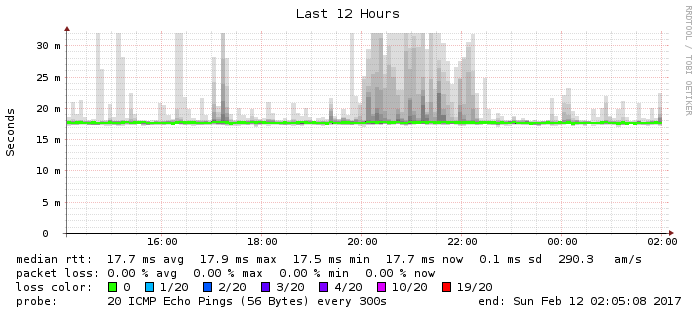 Last 12 Hours
RRDTOOL / TOBI OETIKER
Seconds
30 m
25 m
20 m
15 m
10 m
5 m
0
16:00 18:00 20:00 22:00 00:00 02:00
median rtt: 17.7 ms avg 17.9 ms max 17.5 ms min 17.7 ms now 0.1 ms sd 290.3 am/s
packet loss: 0.00 % avg 0.00 % max 0.00 % min 0.00 % now
loss color: 0 1/20 2/20 3/20 4/20 10/20 19/20
probe: 20 ICMP Echo Pings (56 Bytes) every 300s end: Sun Feb 12 02:05:08 2017